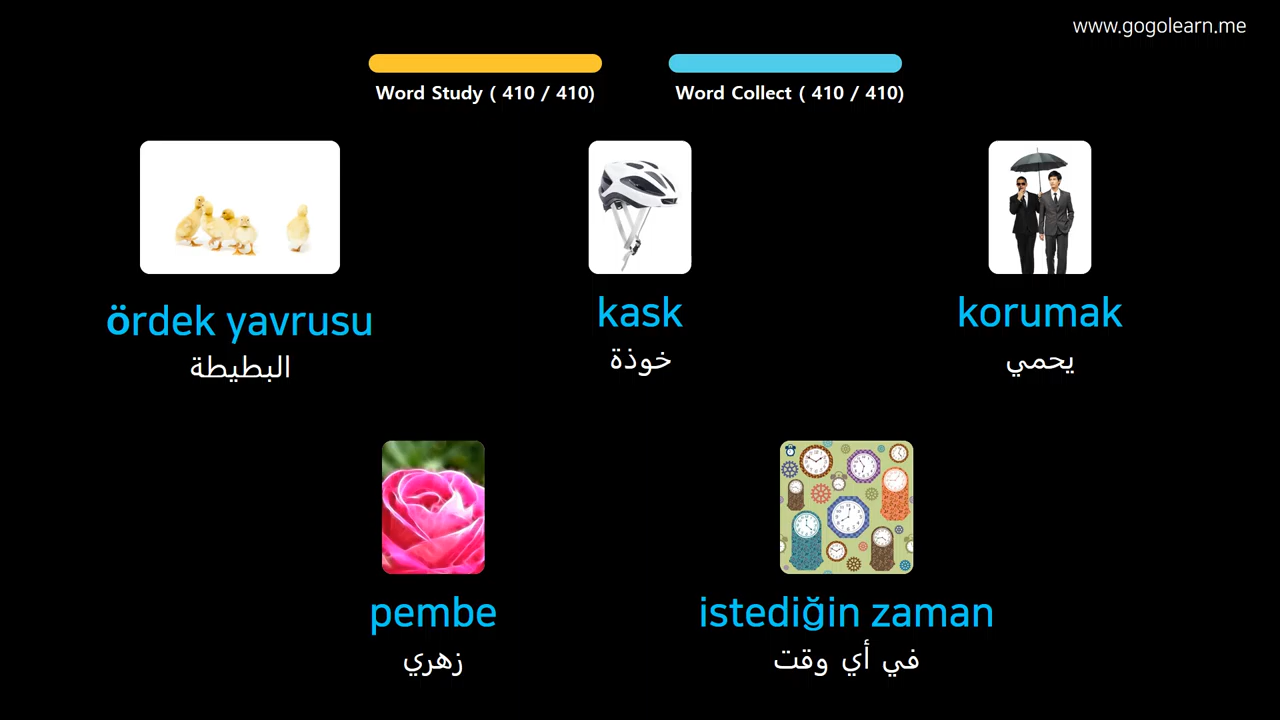 www.gogolearn.me
Word Study ( 410 / 410)
Word Collect ( 410 / 410)
ördek yavrusu
البطيطة
kask
خوذة
korumak
يحمي
pembe
زهري
istediğin zaman
في أي وقت